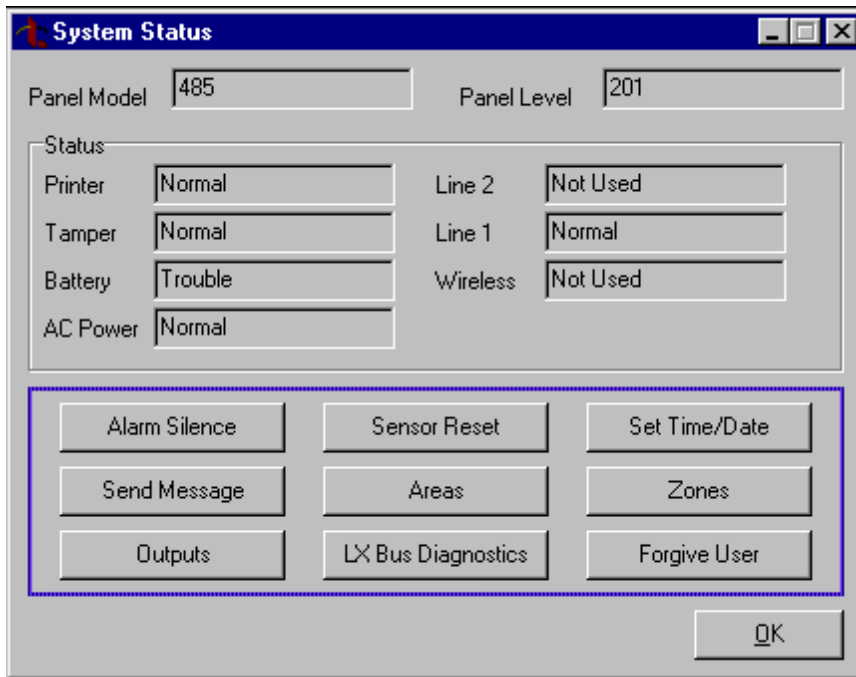 System Status
Panel Model 485 Panel Level 201
Status
Printer Normal Line 2 Not Used
Tamper Normal Line 1 Normal
Battery Trouble Wireless Not Used
AC Power Normal
Alarm Silence Sensor Reset Set Time/Date
Send Message Areas Zones
Outputs LX Bus Diagnostics Forgive User
OK